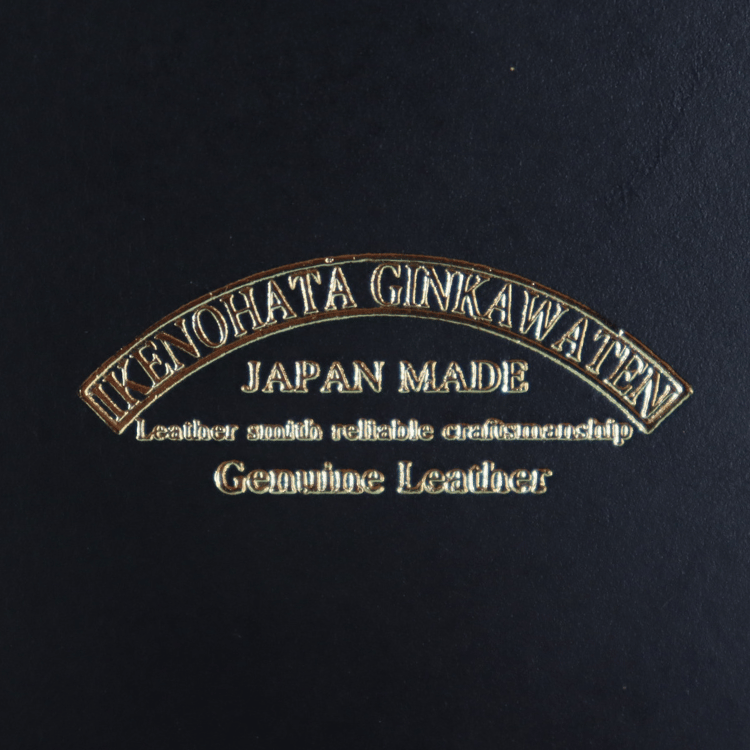 IKENOHATA GINKAWATEN
JAPAN MADE
Leather smith reliable craftsmanship
Genuine Leather